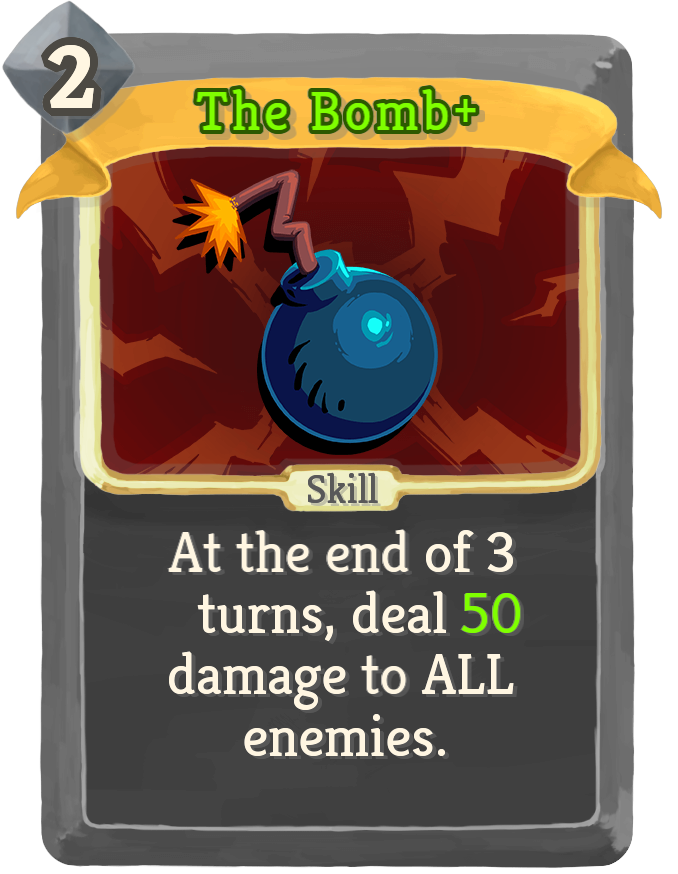 2
The Bomb+
Skill
At the end of 3
turns, deal 50
damage to ALL
enemies.